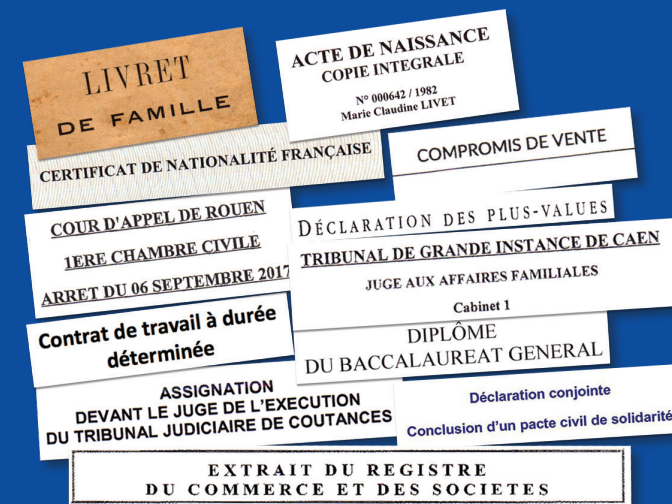 LIVRET
DE FAMILLE
ACTE DE NAISSANCE
COPIE INTEGRALE
N° 000642 / 1982
Marie Claudine LIVET
CERTIFICAT DE NATIONALITÉ FRANÇAISE
COMPROMIS DE VENTE
COUR D'APPEL DE ROUEN
1ERE CHAMBRE CIVILE
ARRET DU 06 SEPTEMBRE 2017
DÉCLARATION DES PLUS-VALUES
TRIBUNAL DE GRANDE INSTANCE DE CAEN
JUGE AUX AFFAIRES FAMILIALES
Cabinet 1
Contrat de travail à durée
déterminée
DIPLÔME
DU BACCALAUREAT GENERAL
ASSIGNATION
DEVANT LE JUGE DE L'EXECUTION
DU TRIBUNAL JUDICIAIRE DE COUTANCES
Déclaration conjointe
Conclusion d'un pacte civil de solidarité
EXTRAIT DU REGISTRE
DU COMMERCE ET DES SOCIETES